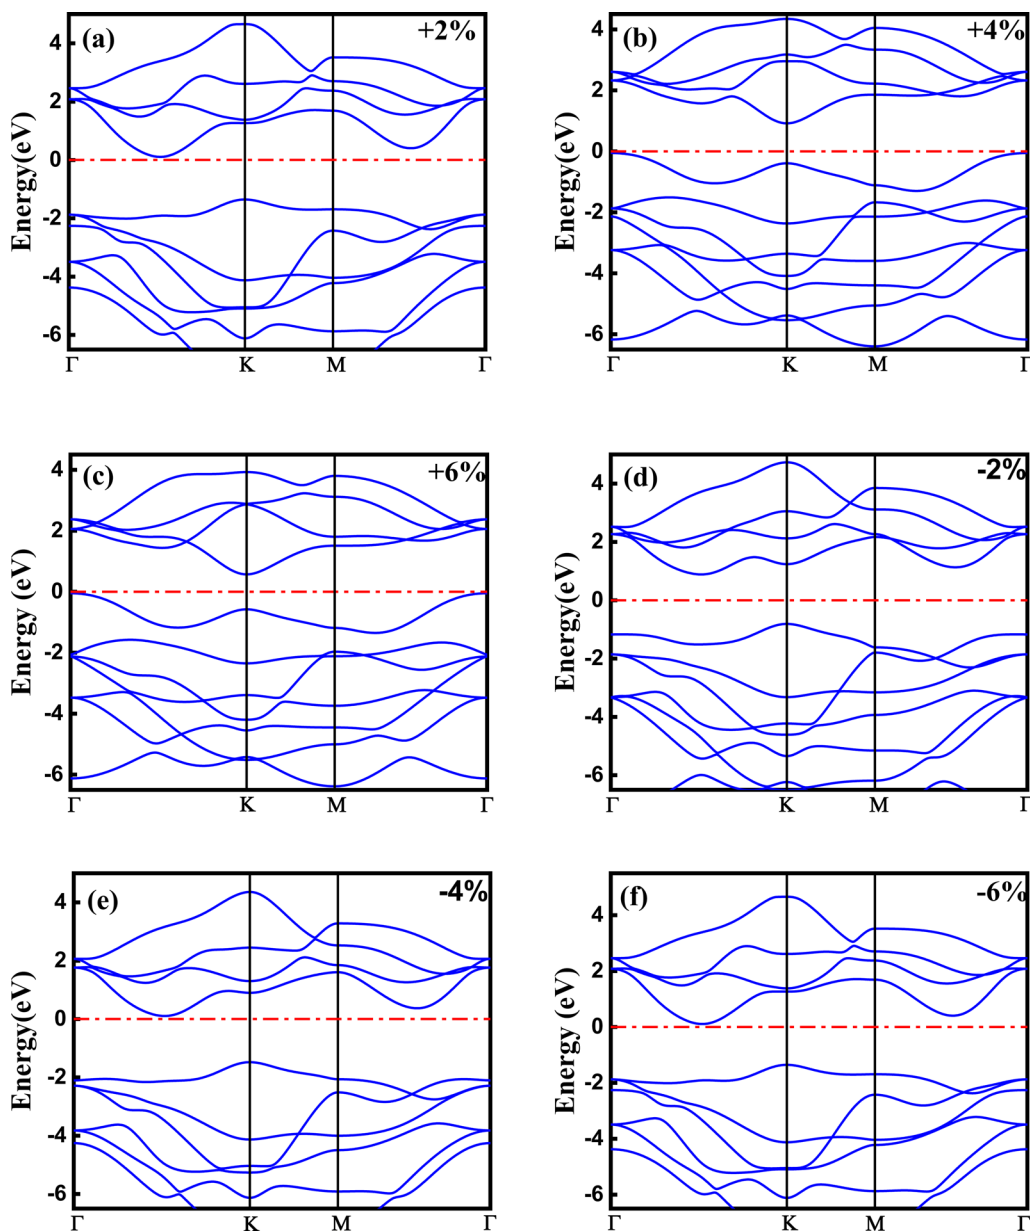 (a) +2%
Energy(eV)
4
2
0
-2
-4
-6
Γ K M Γ
(b) +4%
Energy(eV)
4
2
0
-2
-4
-6
Γ K M Γ
(c) +6%
Energy (eV)
4
2
0
-2
-4
-6
Γ K M Γ
(d) -2%
Energy(eV)
4
2
0
-2
-4
-6
Γ K M Γ
(e) -4%
Energy(eV)
4
2
0
-2
-4
-6
Γ K M Γ
(f) -6%
Energy (eV)
4
2
0
-2
-4
-6
Γ K M Γ